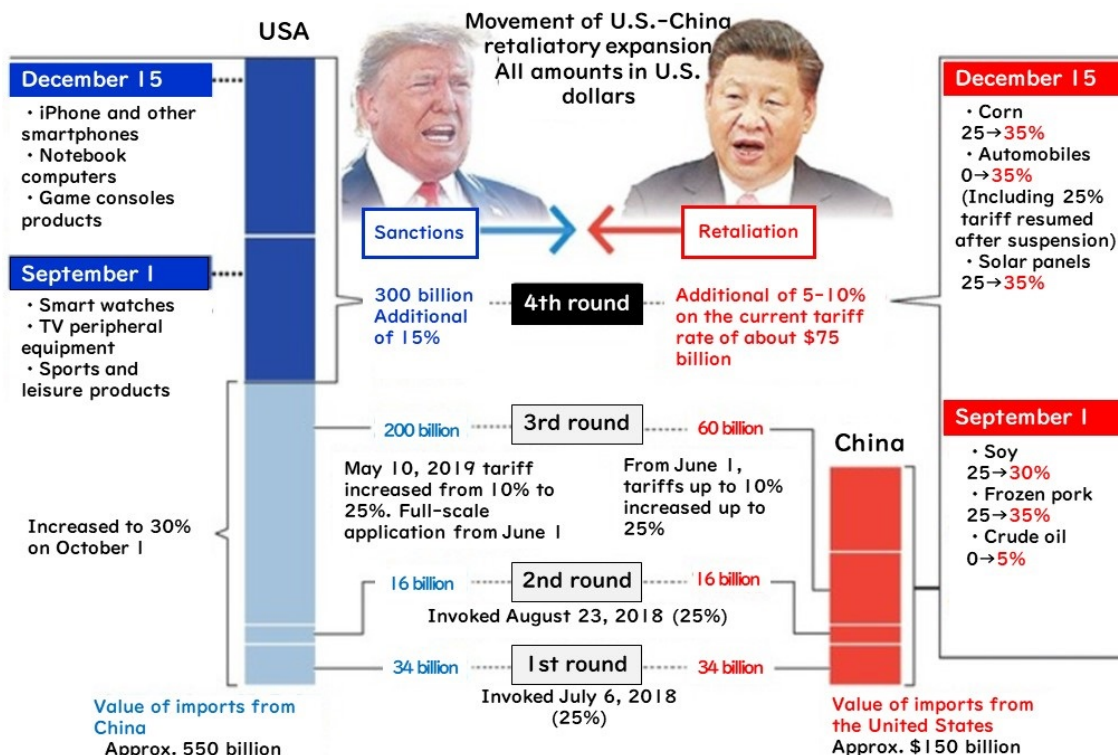 Movement of U.S.-China
retaliatory expansion
All amounts in U.S.
dollars
USA
December 15
・iPhone and other
smartphones
・Notebook
computers
・Game consoles
products
September 1
・Smart watches
・TV peripheral
equipment
・Sports and
leisure products
Increased to 30%
on October 1
Value of imports from
China
Approx. 550 billion
Sanctions
Retaliation
300 billion
Additional
of 15%
4th round
Additional of 5-10%
on the current tariff
rate of about $75
billion
200 billion
3rd round
60 billion
May 10, 2019 tariff
increased from 10% to
25%. Full-scale
application from June 1
From June 1,
tariffs up to 10%
increased up to
25%
16 billion
2nd round
16 billion
Invoked August 23, 2018 (25%)
34 billion
1st round
34 billion
Invoked July 6, 2018
(25%)
China
Value of imports from
the United States
Approx. $150 billion
December 15
・Corn
25→35%
・Automobiles
0→35%
(Including 25%
tariff resumed
after suspension)
・Solar panels
25→35%
September 1
・Soy
25→30%
・Frozen pork
25→35%
・Crude oil
0→5%